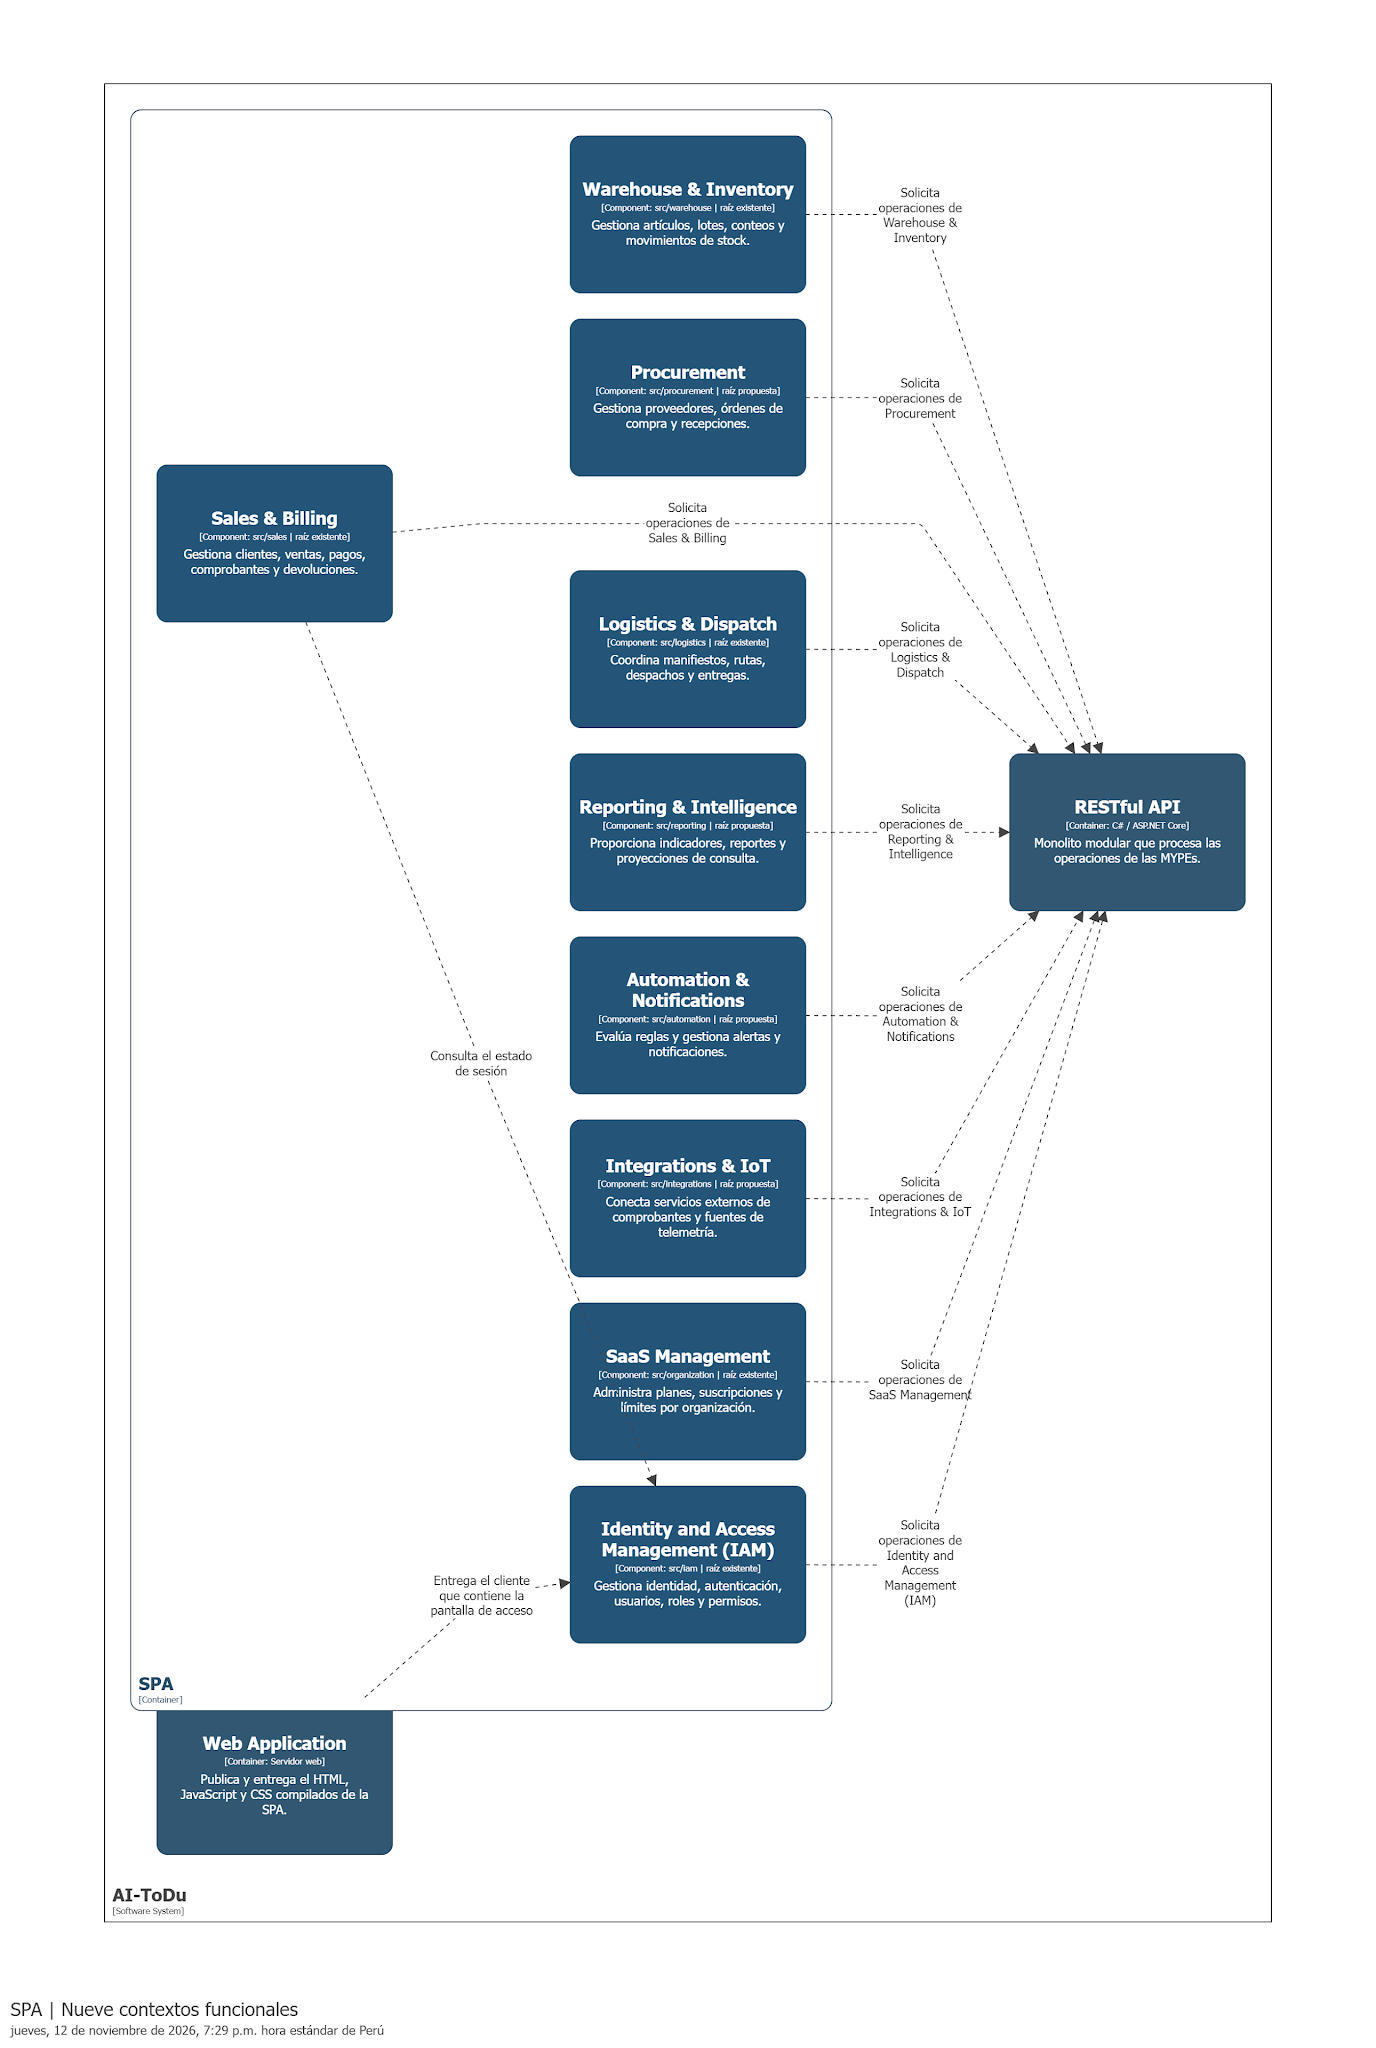 Warehouse & Inventory
[Component: src/warehouse | raíz existente]
Gestiona artículos, lotes, conteos y
movimientos de stock.
Solicita
operaciones de
Warehouse &
Inventory
Procurement
[Component: src/procurement | raíz propuesta]
Gestiona proveedores, órdenes de
compra y recepciones.
Solicita
operaciones de
Procurement
Sales & Billing
[Component: src/sales | raíz existente]
Gestiona clientes, ventas, pagos,
comprobantes y devoluciones.
Solicita
operaciones de
Sales & Billing
Logistics & Dispatch
[Component: src/logistics | raíz existente]
Coordina manifiestos, rutas,
despachos y entregas.
Solicita
operaciones de
Logistics &
Dispatch
Reporting & Intelligence
[Component: src/reporting | raíz propuesta]
Proporciona indicadores, reportes y
proyecciones de consulta.
Solicita
operaciones de
Reporting &
Intelligence
RESTful API
[Container: C# / ASP.NET Core]
Monolito modular que procesa las
operaciones de las MYPEs.
Automation &
Notifications
[Component: src/automation | raíz propuesta]
Evalúa reglas y gestiona alertas y
notificaciones.
Solicita
operaciones de
Automation &
Notifications
Consulta el estado
de sesión
Integrations & IoT
[Component: src/integrations | raíz propuesta]
Conecta servicios externos de
comprobantes y fuentes de
telemetría.
Solicita
operaciones de
Integrations & IoT
SaaS Management
[Component: src/organization | raíz existente]
Administra planes, suscripciones y
límites por organización.
Solicita
operaciones de
SaaS Management
Identity and Access
Management (IAM)
[Component: src/iam | raíz existente]
Gestiona identidad, autenticación,
usuarios, roles y permisos.
Solicita
operaciones de
Identity and
Access
Management
(IAM)
Entrega el cliente
que contiene la
pantalla de acceso
SPA
[Container]
Web Application
[Container: Servidor web]
Publica y entrega el HTML,
JavaScript y CSS compilados de la
SPA.
AI-ToDu
[Software System]
SPA | Nueve contextos funcionales
jueves, 12 de noviembre de 2026, 7:29 p.m. hora estándar de Perú